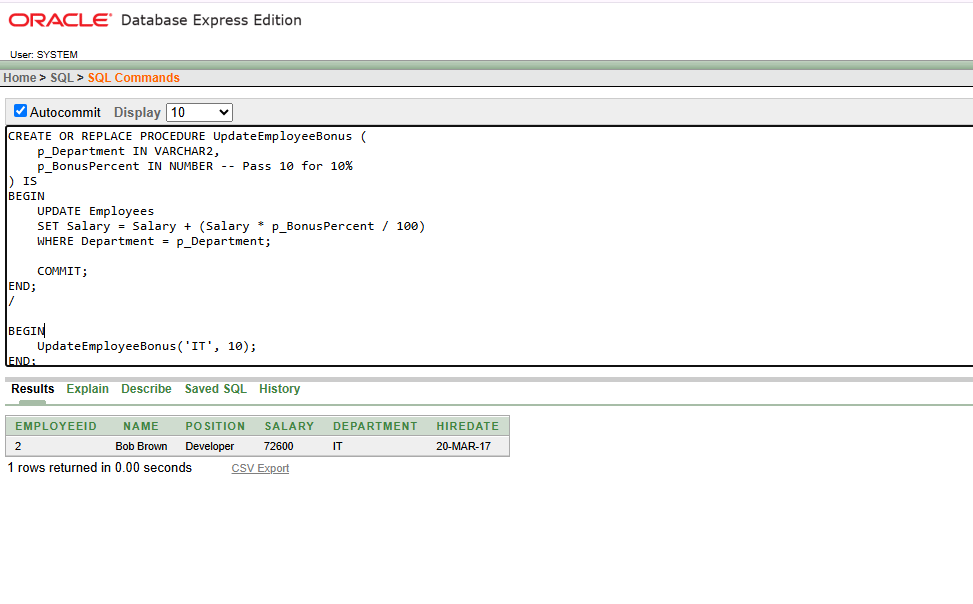 ORACLE Database Express Edition
User: SYSTEM
Home > SQL > SQL Commands
Autocommit Display 10
CREATE OR REPLACE PROCEDURE UpdateEmployeeBonus (
    p_Department IN VARCHAR2,
    p_BonusPercent IN NUMBER -- Pass 10 for 10%
) IS
BEGIN
    UPDATE Employees
    SET Salary = Salary + (Salary * p_BonusPercent / 100)
    WHERE Department = p_Department;

    COMMIT;
END;
/

BEGIN
    UpdateEmployeeBonus('IT', 10);
END;
Results Explain Describe Saved SQL History
EMPLOYEEID NAME POSITION SALARY DEPARTMENT HIREDATE
2 Bob Brown Developer 72600 IT 20-MAR-17
1 rows returned in 0.00 seconds CSV Export